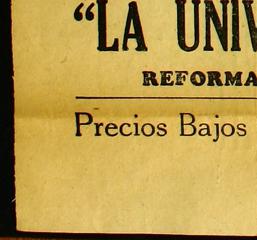 “LA UNIV
REFORMA
Precios Bajos